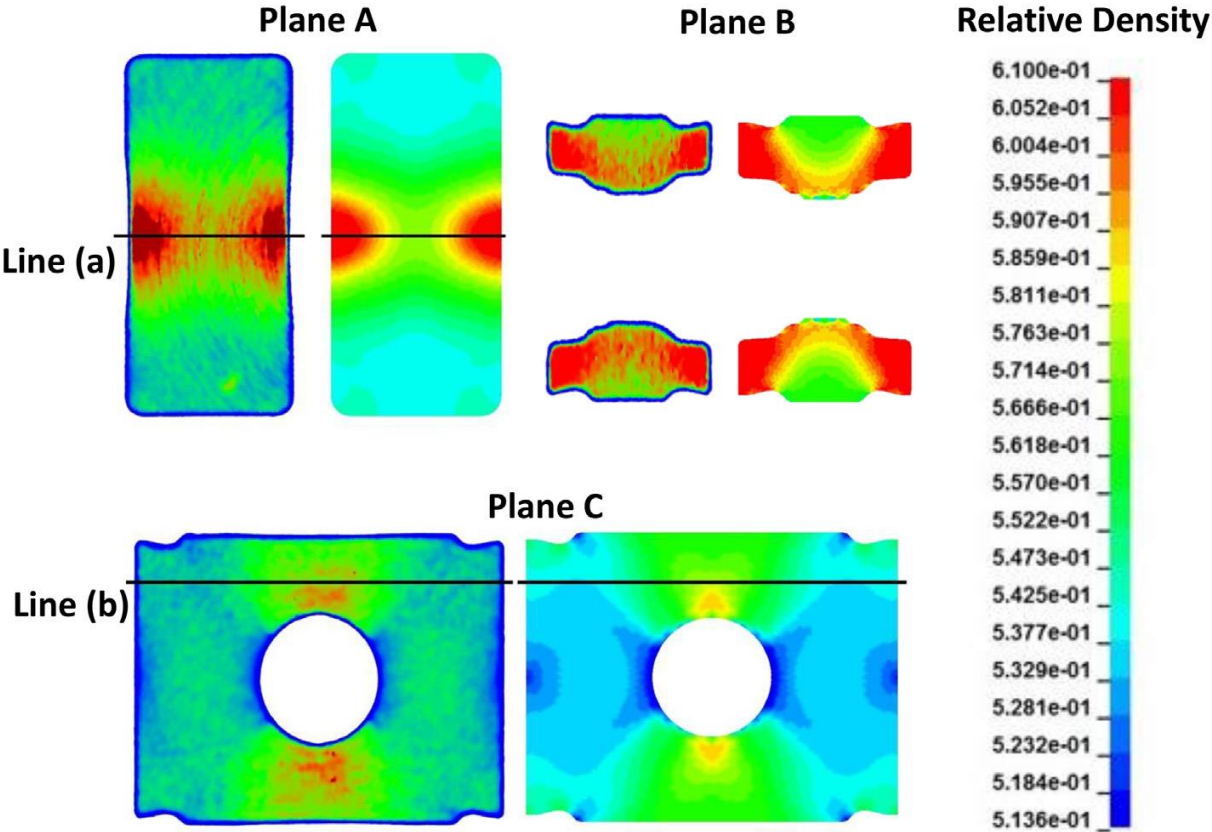 Plane A
Plane B
Relative Density
6.100e-01
6.052e-01
6.004e-01
5.955e-01
5.907e-01
5.859e-01
5.811e-01
5.763e-01
5.714e-01
5.666e-01
5.618e-01
5.570e-01
5.522e-01
5.473e-01
5.425e-01
5.377e-01
5.329e-01
5.281e-01
5.232e-01
5.184e-01
5.136e-01
Line (a)
Plane C
Line (b)